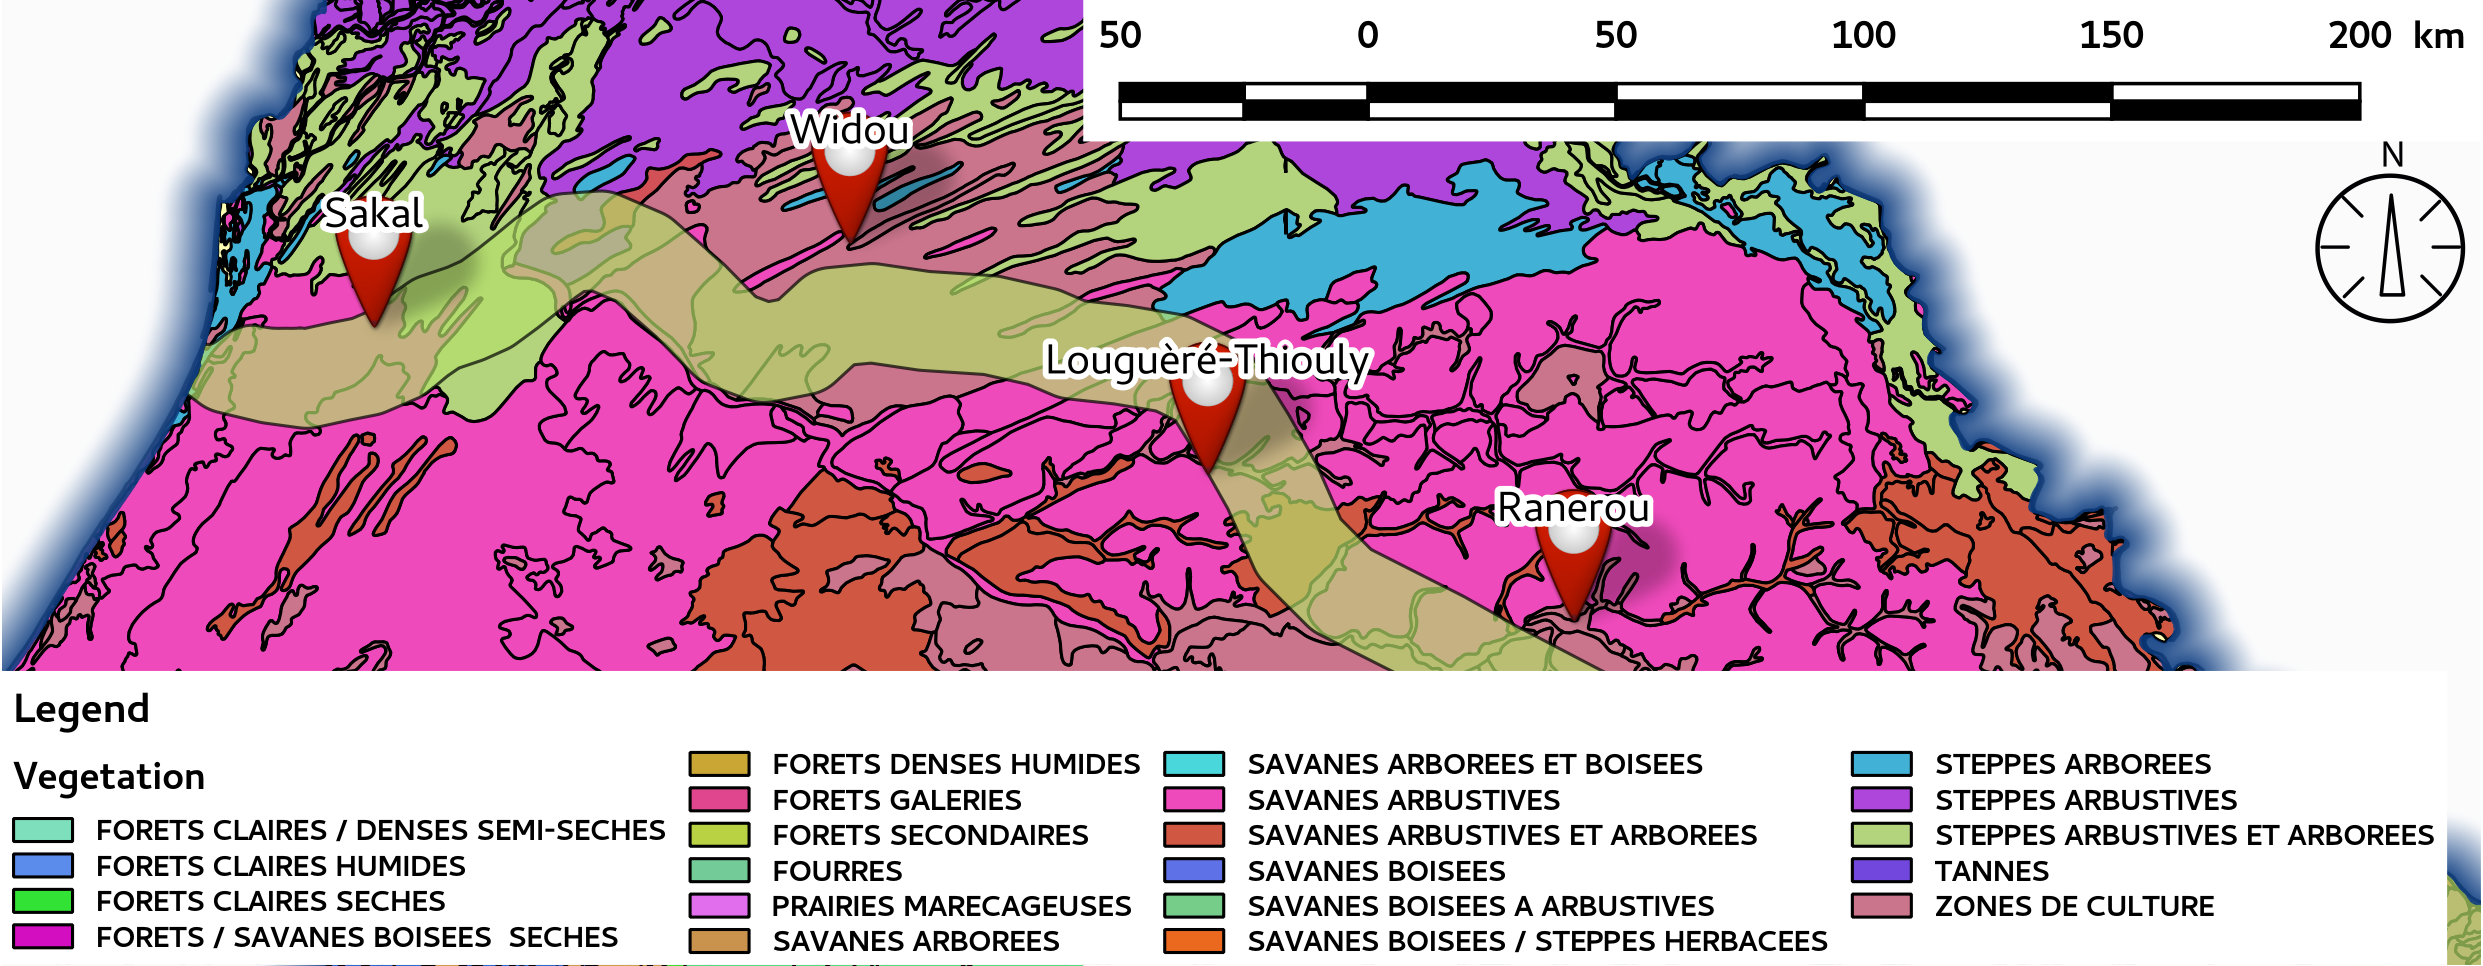 50 0 50 100 150 200 km
N
Widou
Sakal
Louguèré-Thiouly
Ranerou
Legend
Vegetation
FORETS CLAIRES / DENSES SEMI-SECHES
FORETS CLAIRES HUMIDES
FORETS CLAIRES SECHES
FORETS / SAVANES BOISEES SECHES
FORETS DENSES HUMIDES
FORETS GALERIES
FORETS SECONDAIRES
FOURRES
PRAIRIES MARECAGEUSES
SAVANES ARBOREES
SAVANES ARBOREES ET BOISEES
SAVANES ARBUSTIVES
SAVANES ARBUSTIVES ET ARBOREES
SAVANES BOISEES
SAVANES BOISEES A ARBUSTIVES
SAVANES BOISEES / STEPPES HERBACEES
STEPPES ARBOREES
STEPPES ARBUSTIVES
STEPPES ARBUSTIVES ET ARBOREES
TANNES
ZONES DE CULTURE